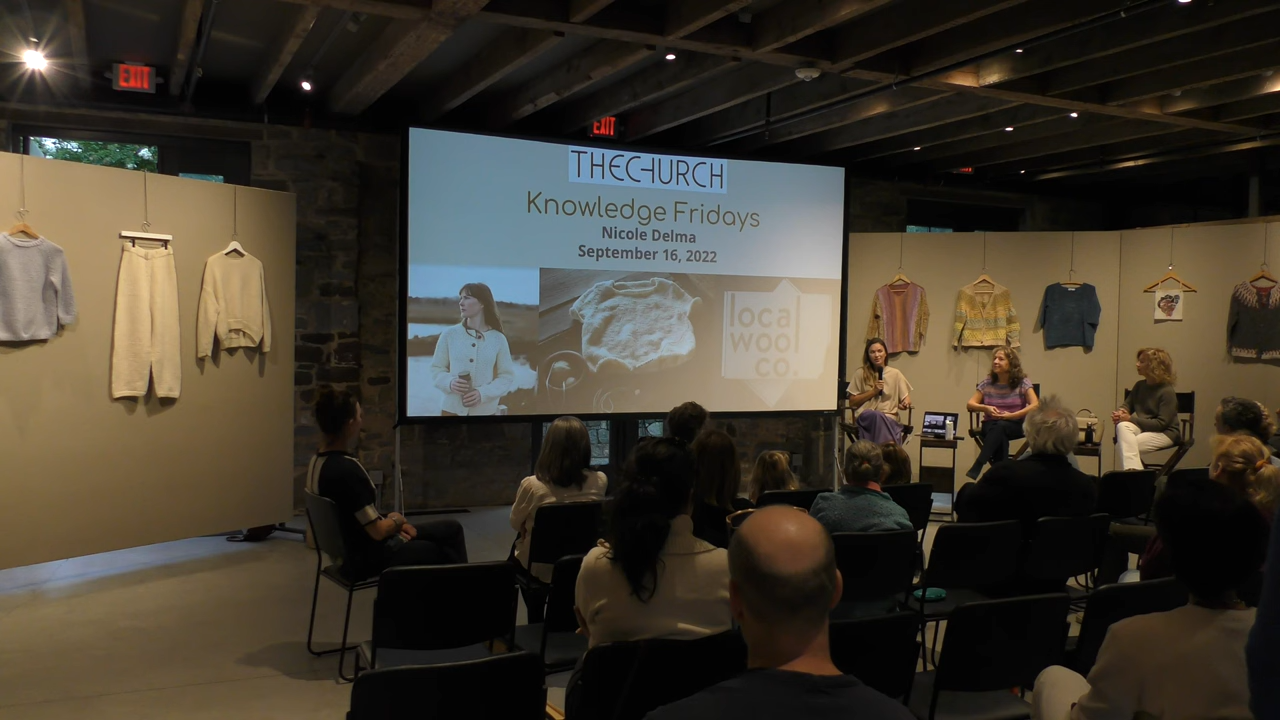 EXIT
EXIT
THECHURCH
Knowledge Fridays
Nicole Delma
September 16, 2022
local
wool
co.